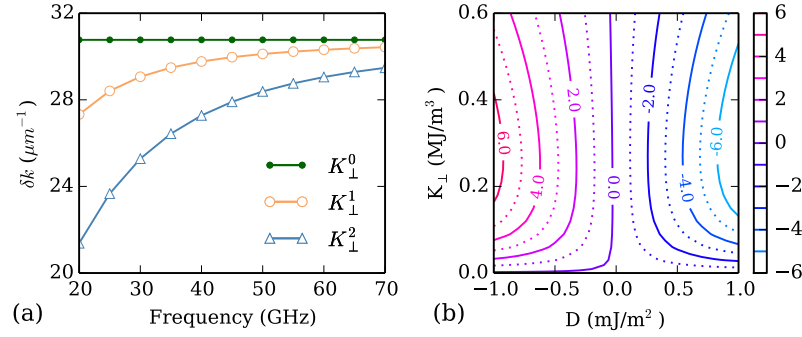 32
28
24
20
δk (μm⁻¹)
K⁰⊥
K¹⊥
K²⊥
20 30 40 50 60 70
Frequency (GHz)
(a)
0.6
0.4
0.2
0.0
K⊥ (MJ/m³)
6.0
4.0
2.0
0.0
-2.0
-4.0
-6.0
−1.0 −0.5 0.0 0.5 1.0
D (mJ/m²)
(b)
6
4
2
0
−2
−4
−6